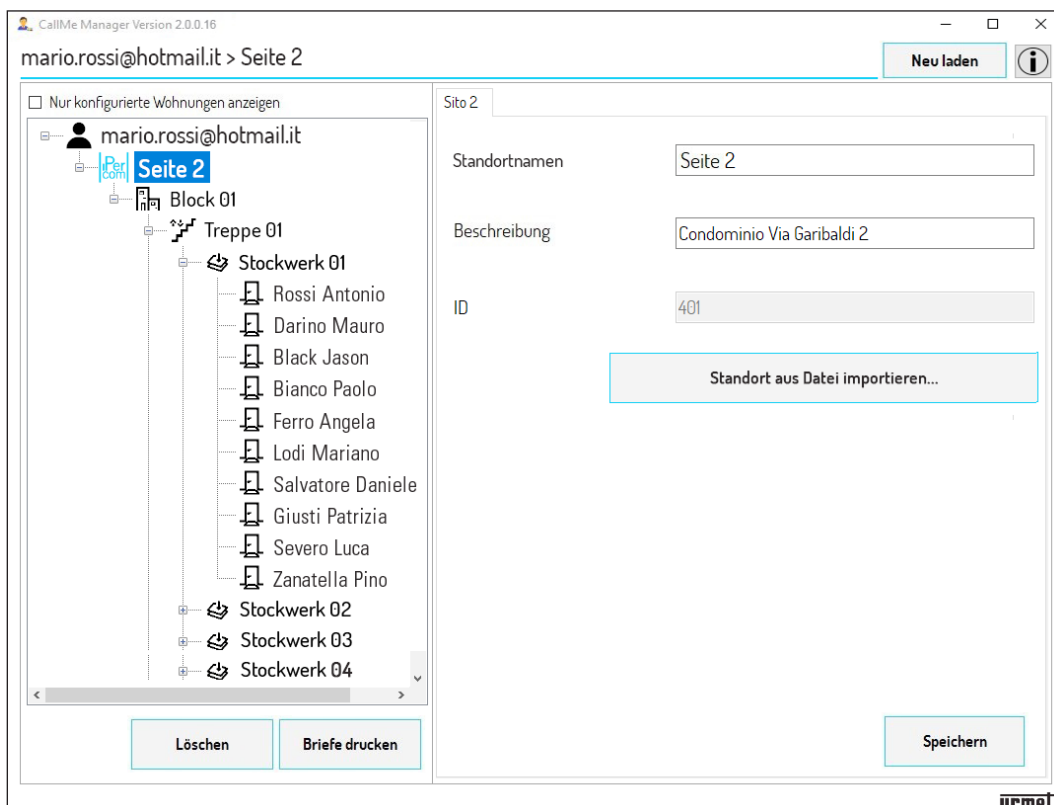 CallMe Manager Version 2.0.0.16
mario.rossi@hotmail.it > Seite 2
Neu laden
Nur konfigurierte Wohnungen anzeigen
mario.rossi@hotmail.it
iPercom
Seite 2
Block 01
Treppe 01
Stockwerk 01
Rossi Antonio
Darino Mauro
Black Jason
Bianco Paolo
Ferro Angela
Lodi Mariano
Salvatore Daniele
Giusti Patrizia
Severo Luca
Zanatella Pino
Stockwerk 02
Stockwerk 03
Stockwerk 04
Löschen
Briefe drucken
Sito 2
Standortnamen
Seite 2
Beschreibung
Condominio Via Garibaldi 2
ID
401
Standort aus Datei importieren...
Speichern